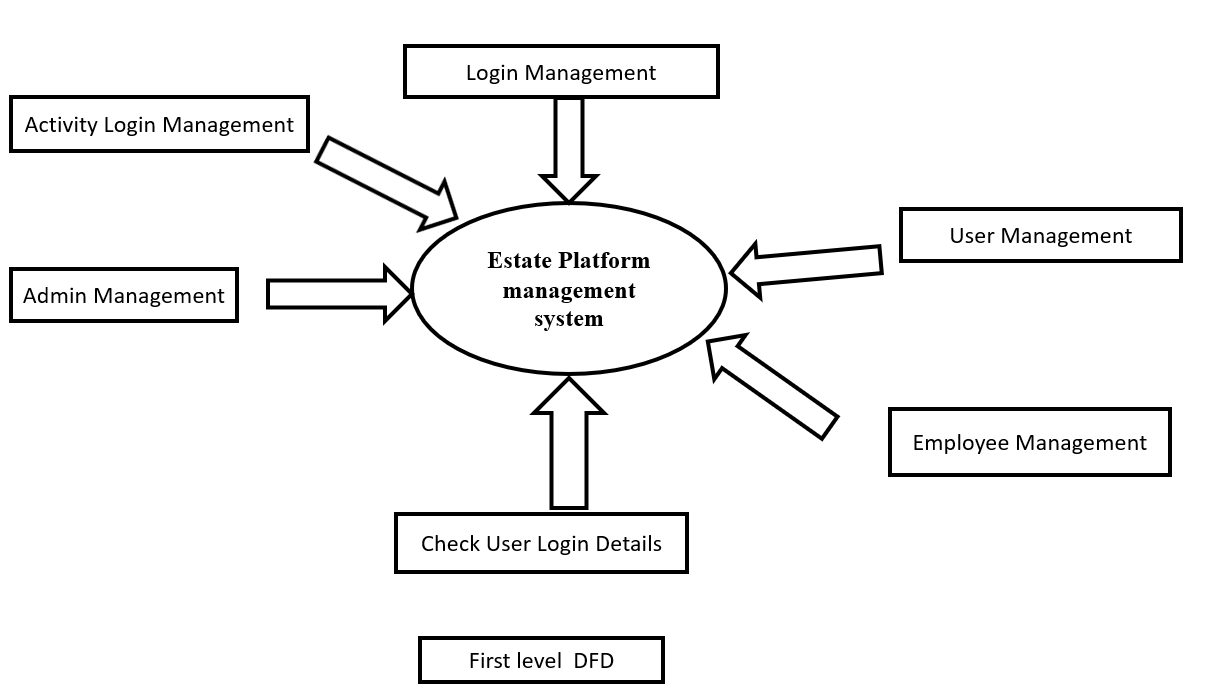 Login Management
Activity Login Management
User Management
Estate Platform
management
system
Admin Management
Employee Management
Check User Login Details
First level  DFD